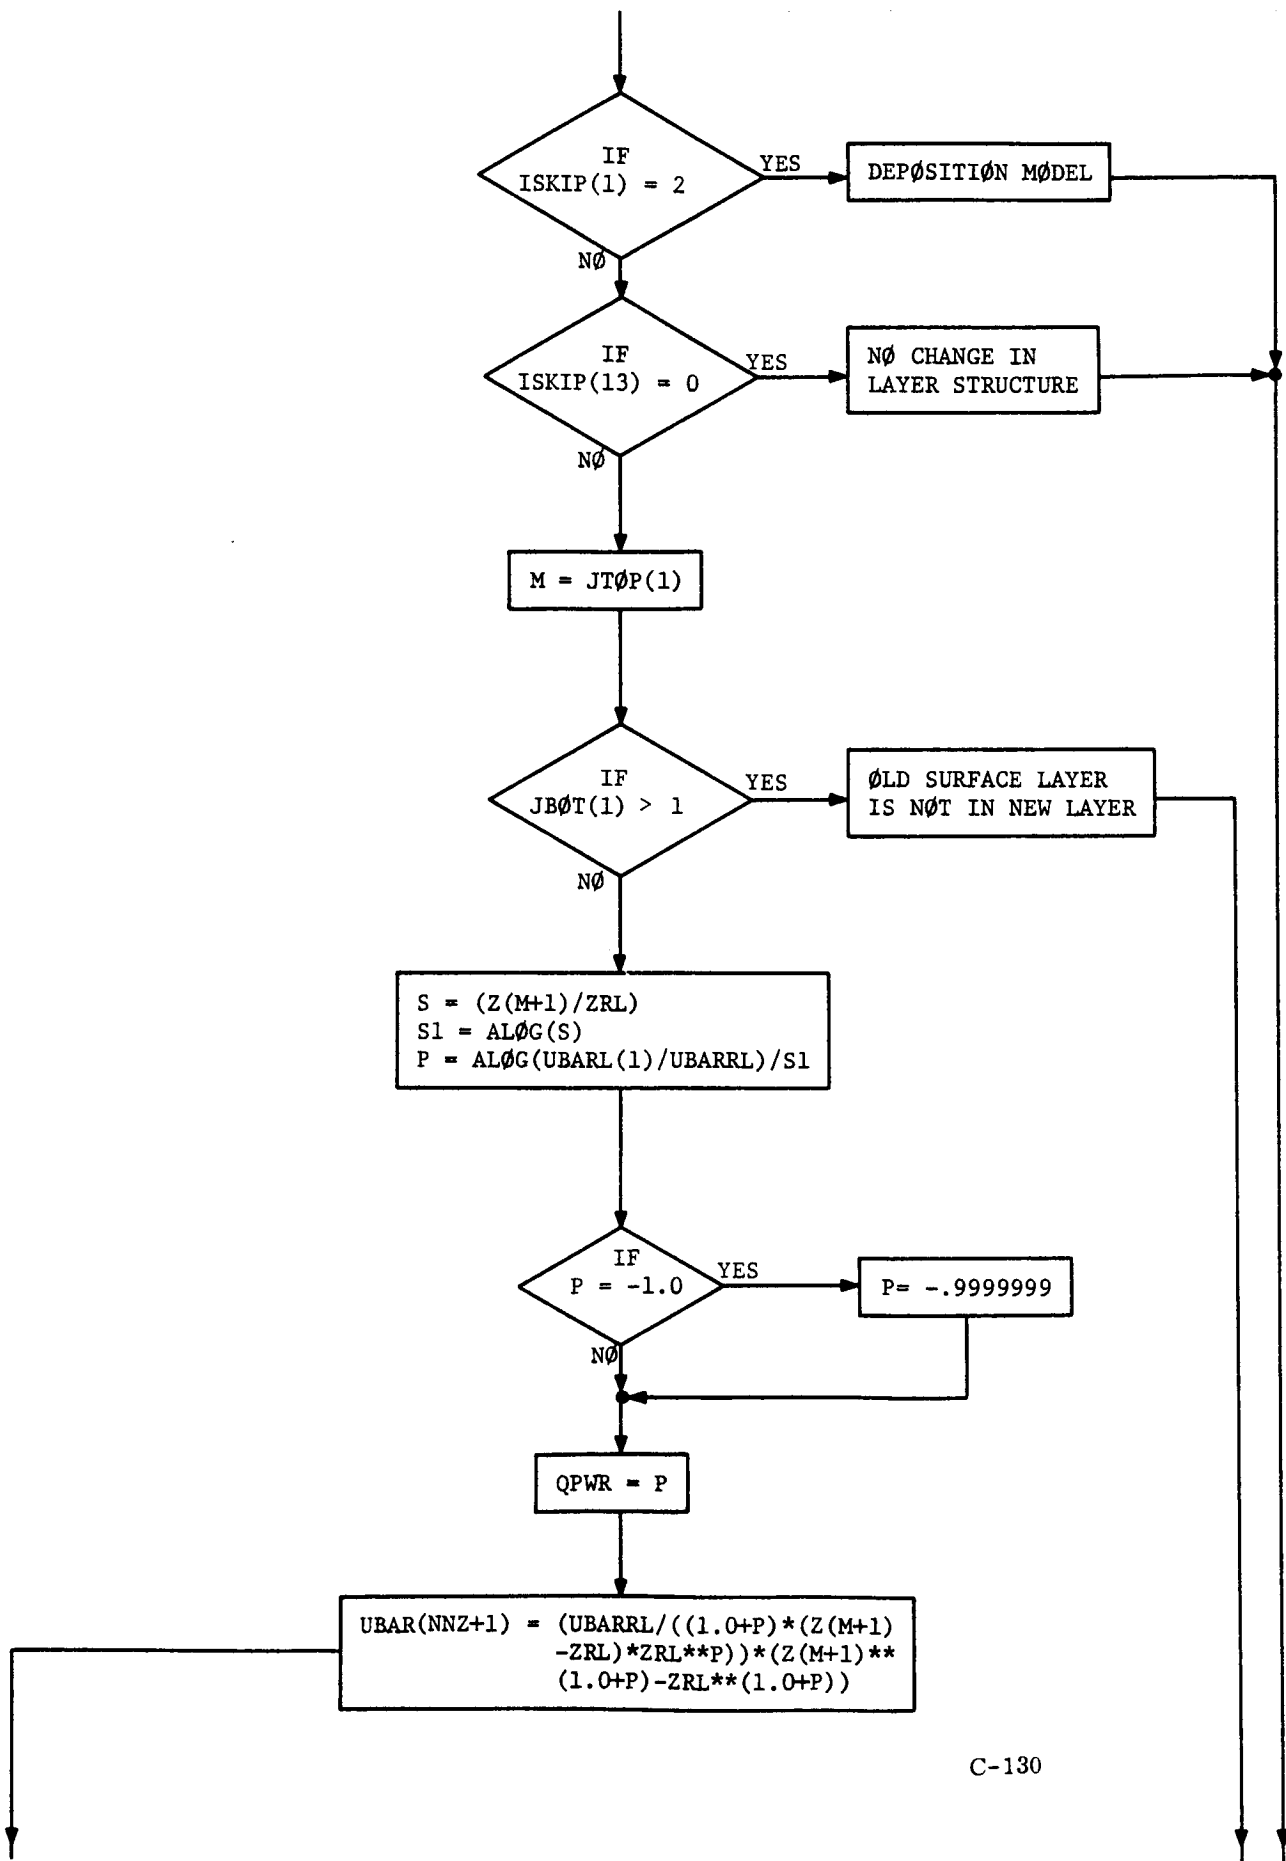 IF
ISKIP(1) = 2
YES
DEPØSITIØN MØDEL
NØ
IF
ISKIP(13) = 0
YES
NØ CHANGE IN
LAYER STRUCTURE
NØ
M = JTØP(1)
IF
JBØT(1) > 1
YES
ØLD SURFACE LAYER
IS NØT IN NEW LAYER
NØ
S = (Z(M+1)/ZRL)
S1 = ALØG(S)
P = ALØG(UBARL(1)/UBARRL)/S1
IF
P = -1.0
YES
P= -.9999999
NØ
QPWR = P
UBAR(NNZ+1) = (UBARRL/((1.0+P)*(Z(M+1)
-ZRL)*ZRL**P))*(Z(M+1)**
(1.0+P)-ZRL**(1.0+P))
C-130